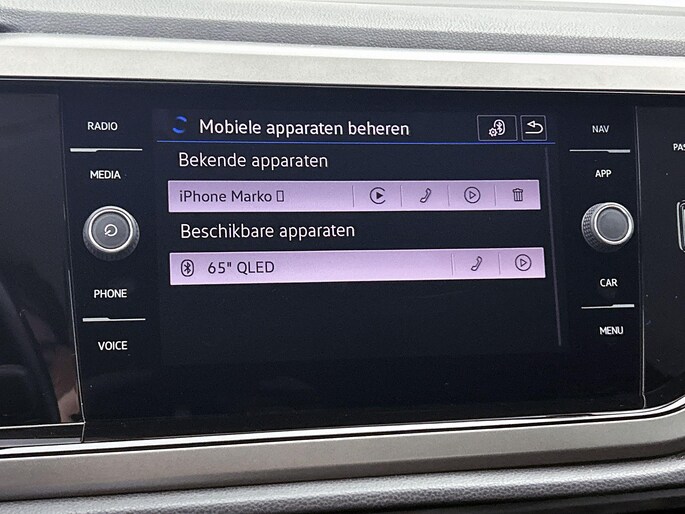 RADIO
MEDIA
PHONE
VOICE
Mobiele apparaten beheren
Bekende apparaten
iPhone Marko
Beschikbare apparaten
65" QLED
NAV
APP
CAR
MENU